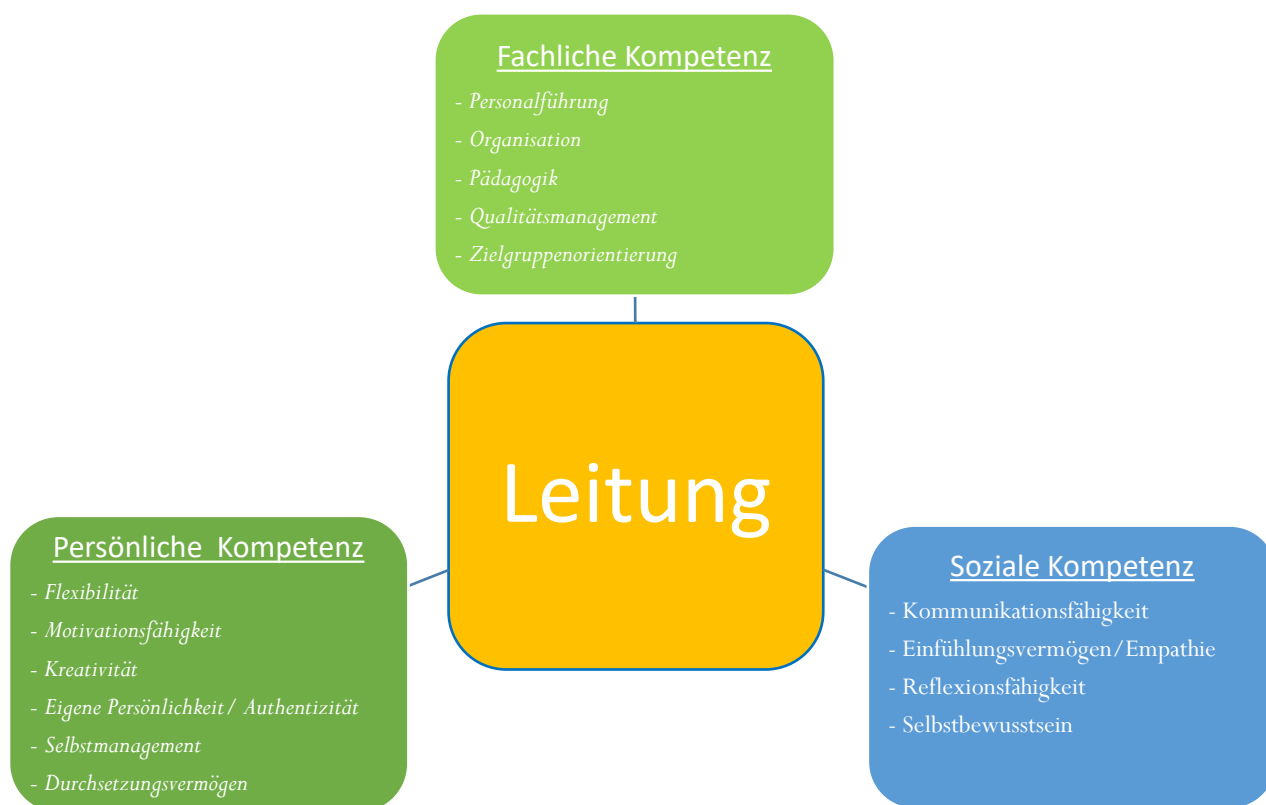 Fachliche Kompetenz
- Personalführung
- Organisation
- Pädagogik
- Qualitätsmanagement
- Zielgruppenorientierung
Leitung
Persönliche Kompetenz
- Flexibilität
- Motivationsfähigkeit
- Kreativität
- Eigene Persönlichkeit/ Authentizität
- Selbstmanagement
- Durchsetzungsvermögen
Soziale Kompetenz
- Kommunikationsfähigkeit
- Einfühlungsvermögen/Empathie
- Reflexionsfähigkeit
- Selbstbewusstsein